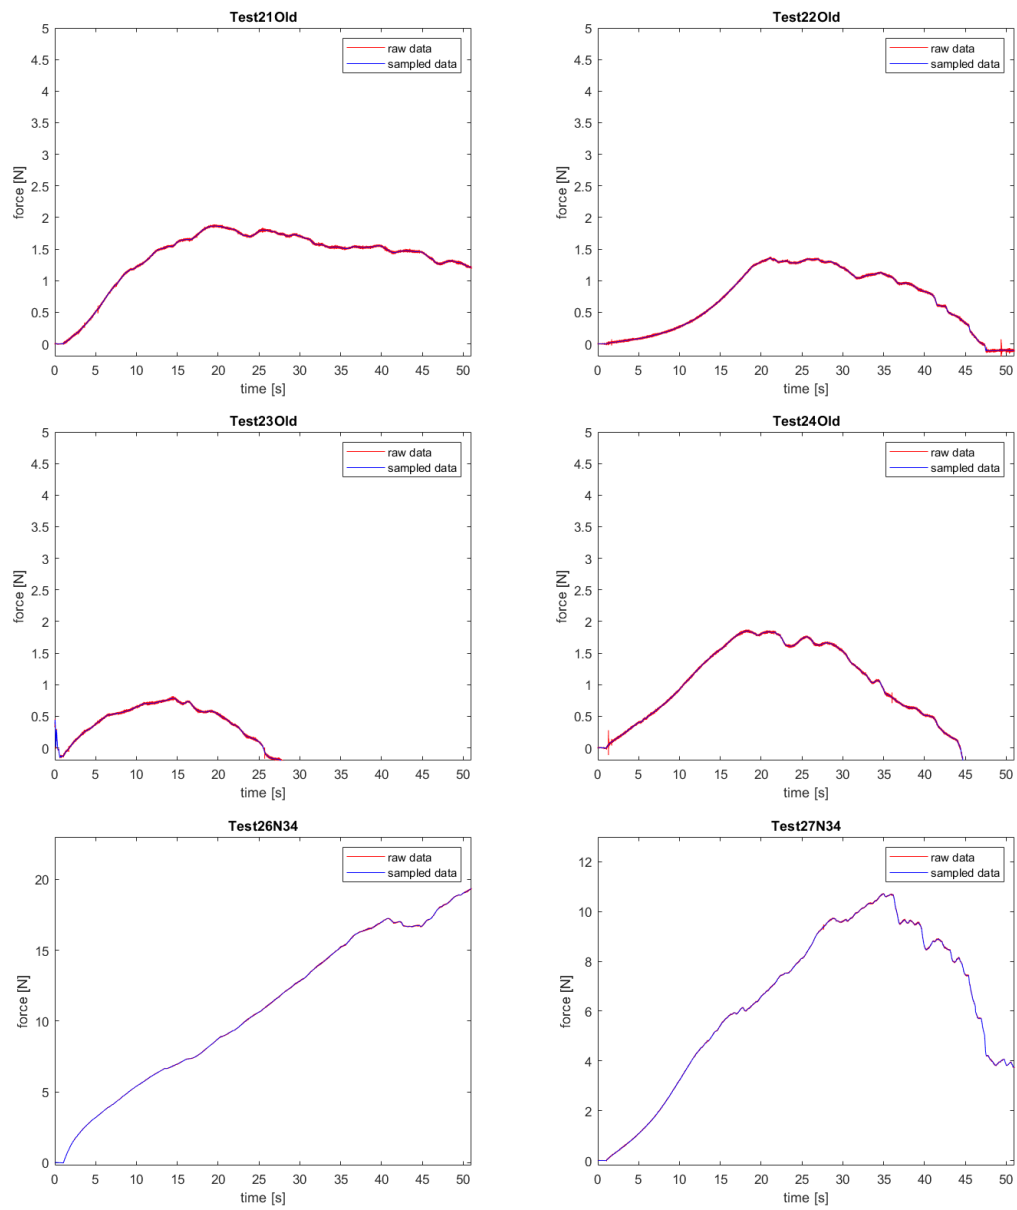 Test21Old
5
4.5
4
3.5
3
2.5
2
1.5
1
0.5
0
force [N]
raw data
sampled data
0 5 10 15 20 25 30 35 40 45 50
time [s]
Test22Old
5
4.5
4
3.5
3
2.5
2
1.5
1
0.5
0
force [N]
raw data
sampled data
0 5 10 15 20 25 30 35 40 45 50
time [s]
Test23Old
5
4.5
4
3.5
3
2.5
2
1.5
1
0.5
0
force [N]
raw data
sampled data
0 5 10 15 20 25 30 35 40 45 50
time [s]
Test24Old
5
4.5
4
3.5
3
2.5
2
1.5
1
0.5
0
force [N]
raw data
sampled data
0 5 10 15 20 25 30 35 40 45 50
time [s]
Test26N34
20
15
10
5
0
force [N]
raw data
sampled data
0 5 10 15 20 25 30 35 40 45 50
time [s]
Test27N34
12
10
8
6
4
2
0
force [N]
raw data
sampled data
0 5 10 15 20 25 30 35 40 45 50
time [s]